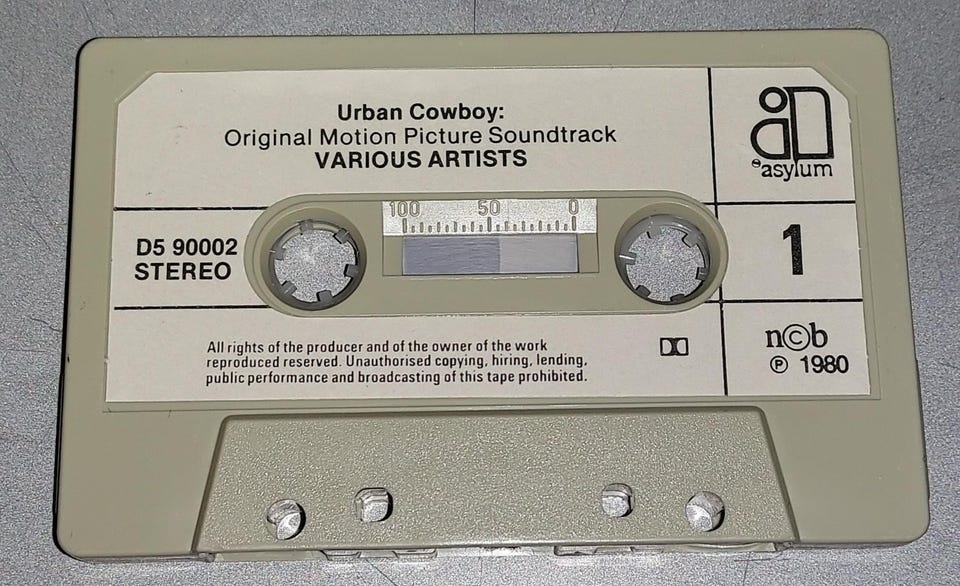 Urban Cowboy:
Original Motion Picture Soundtrack
VARIOUS ARTISTS
asylum
100 50 0
D5 90002
STEREO
1
All rights of the producer and of the owner of the work
reproduced reserved. Unauthorised copying, hiring, lending,
public performance and broadcasting of this tape prohibited.
n©b
℗ 1980